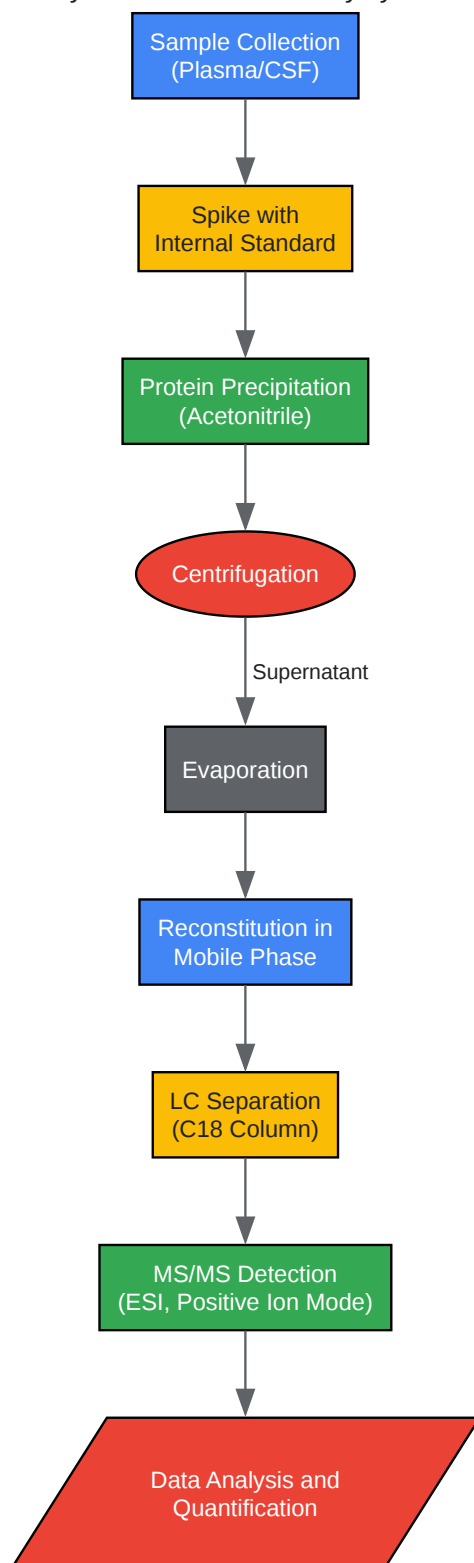 Sample Collection
(Plasma/CSF)
Spike with
Internal Standard
Protein Precipitation
(Acetonitrile)
Centrifugation
Supernatant
Evaporation
Reconstitution in
Mobile Phase
LC Separation
(C18 Column)
MS/MS Detection
(ESI, Positive Ion Mode)
Data Analysis and
Quantification